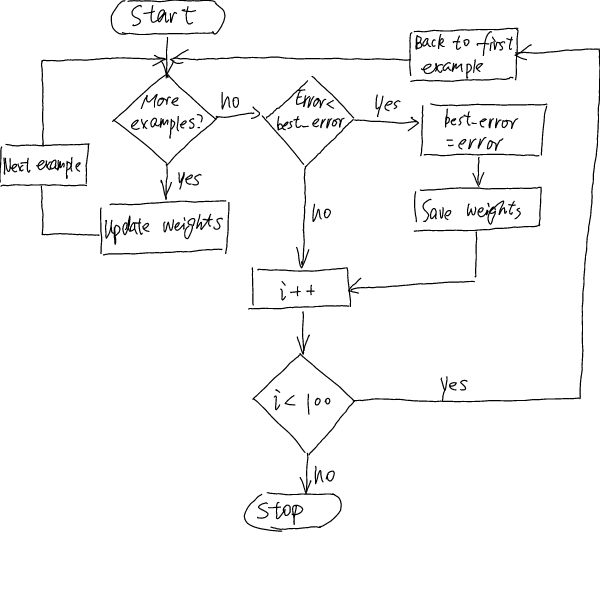 Start
Back to first
example
More
examples?
no
Error<
best_error
Yes
best_error
=error
Next example
yes
Update weights
Save weights
no
i++
i<100
yes
no
Stop